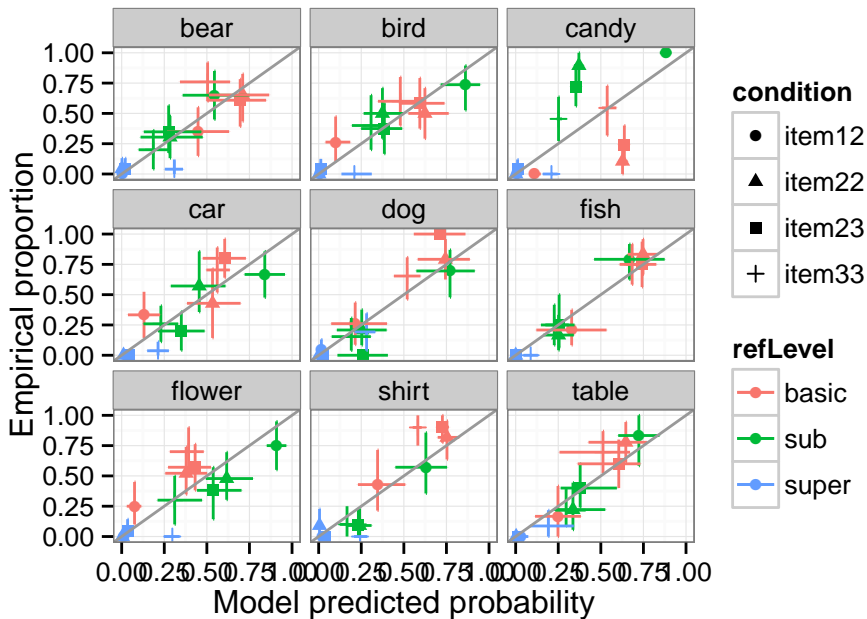 bear bird candy
1.00
0.75
0.50
0.25
0.00
car dog fish
1.00
0.75
0.50
0.25
0.00
flower shirt table
1.00
0.75
0.50
0.25
0.00
0.00 0.25 0.50 0.75 1.00 0.00 0.25 0.50 0.75 1.00 0.00 0.25 0.50 0.75 1.00
Model predicted probability
Empirical proportion
condition
item12
item22
item23
item33
refLevel
basic
sub
super